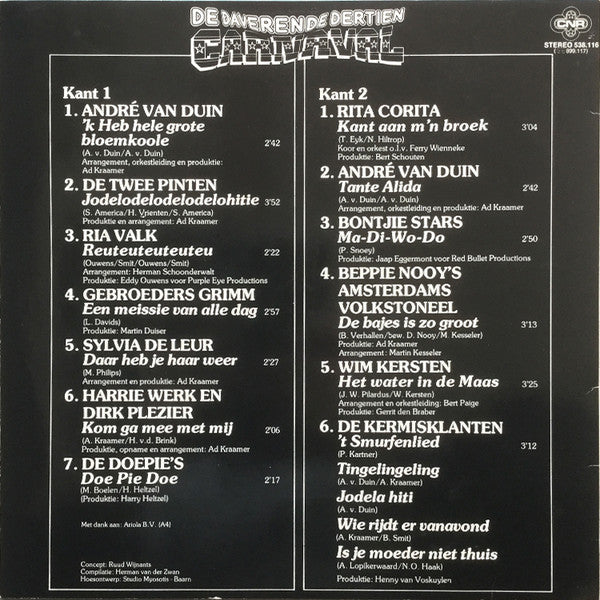 DE DAVERENDE DERTIEN
CARNAVAL
CNR
STEREO 538.116
899.117)
Kant 1
1. ANDRÉ VAN DUIN
'k Heb hele grote
bloemkoole 2'42
(A. v. Duin/A. v. Duin)
Arrangement, orkestleiding en produktie:
Ad Kraamer
2. DE TWEE PINTEN
Jodelodelodelodelohitie 3'52
(S. America/H. Vrienten/S. America)
Produktie en arrangement: Ad Kraamer
3. RIA VALK
Reuteuteuteuteu 2'22
(Ouwens/Smit/Ouwens/Smit)
Arrangement: Herman Schoonderwalt
Produktie: Eddy Ouwens voor Purple Eye Productions
4. GEBROEDERS GRIMM
Een meissie van alle dag 2'57
(L. Davids)
Produktie: Martin Duiser
5. SYLVIA DE LEUR
Daar heb je haar weer 2'27
(M. Philips)
Arrangement en produktie: Ad Kraamer
6. HARRIE WERK EN
DIRK PLEZIER
Kom ga mee met mij 2'06
(A. Kraamer/H. v.d. Brink)
Produktie, opname en arrangement: Ad Kraamer
7. DE DOEPIE'S
Doe Pie Doe 2'17
(M. Boelen/H. Heltzel)
(Produktie: Harry Heltzel)
Met dank aan: Ariola B.V. (A4)
Concept: Ruud Wijnants
Compilatie: Herman van der Zwan
Hoesontwerp: Studio Myosotis - Baarn
Kant 2
1. RITA CORITA
Kant aan m'n broek 3'04
(T. Eyk/N. Hiltrop)
Koor en orkest o.l.v. Ferry Wienneke
Produktie: Bert Schouten
2. ANDRÉ VAN DUIN
Tante Alida 2'42
(A. v. Duin/A. v. Duin)
Arrangement, orkestleiding en produktie: Ad Kraamer
3. BONTJIE STARS
Ma-Di-Wo-Do 2'50
(P. Snoey)
Produktie: Jaap Eggermont voor Red Bullet Productions
4. BEPPIE NOOY'S
AMSTERDAMS
VOLKSTONEEL
De bajes is zo groot 3'13
(B. Verhallen/bew. D. Nooy/M. Kesseler)
Produktie: Ad Kraamer
Arrangement: Martin Kesseler
5. WIM KERSTEN
Het water in de Maas 3'25
(J. W. Pilardus/W. Kersten)
Arrangement en orkestleiding: Bert Paige
Produktie: Gerrit den Braber
6. DE KERMISKLANTEN
't Smurfenlied 3'12
(P. Kartner)
Tingelingeling
(A. v. Duin/A. Kraamer)
Jodela hiti
(A. v. Duin)
Wie rijdt er vanavond
(A. Kraamer/B. Smit)
Is je moeder niet thuis
(A. Lopikerwaard/N.O. Haak)
Produktie: Henny van Voskuylen